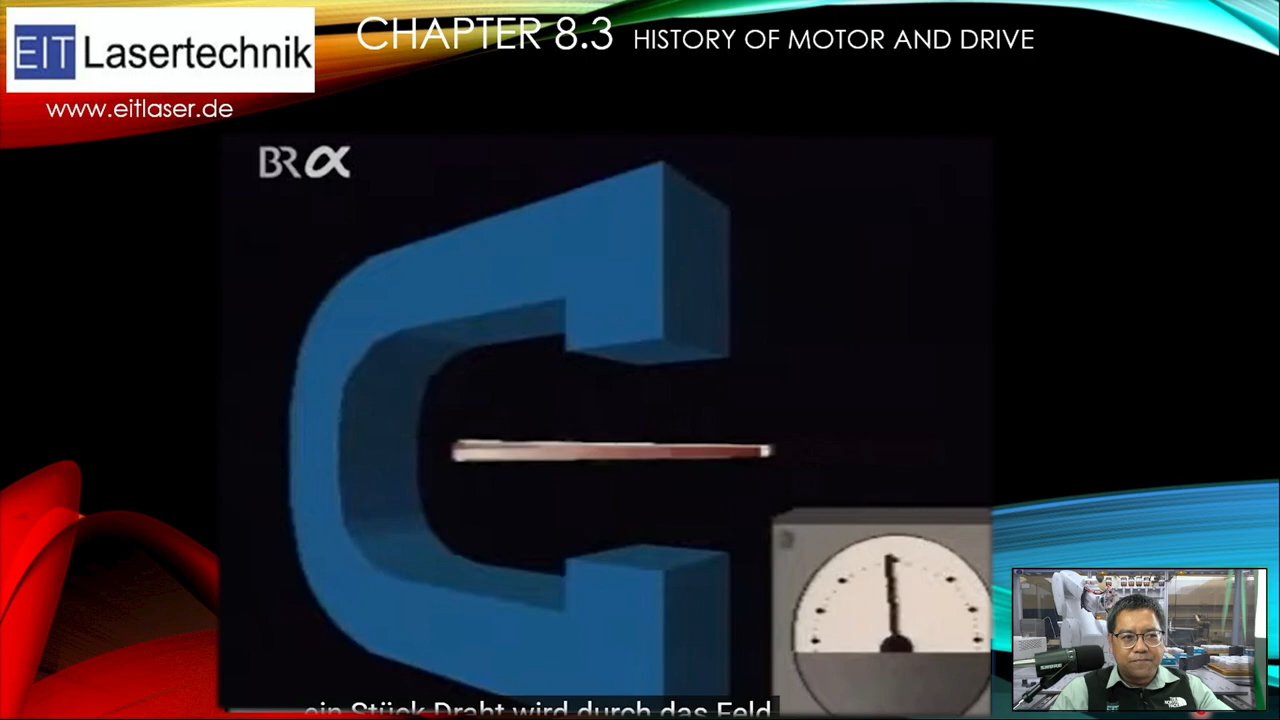 EIT Lasertechnik
CHAPTER 8.3 HISTORY OF MOTOR AND DRIVE
www.eitlaser.de
BRα
SHURE
ein Stück Draht wird durch das Feld